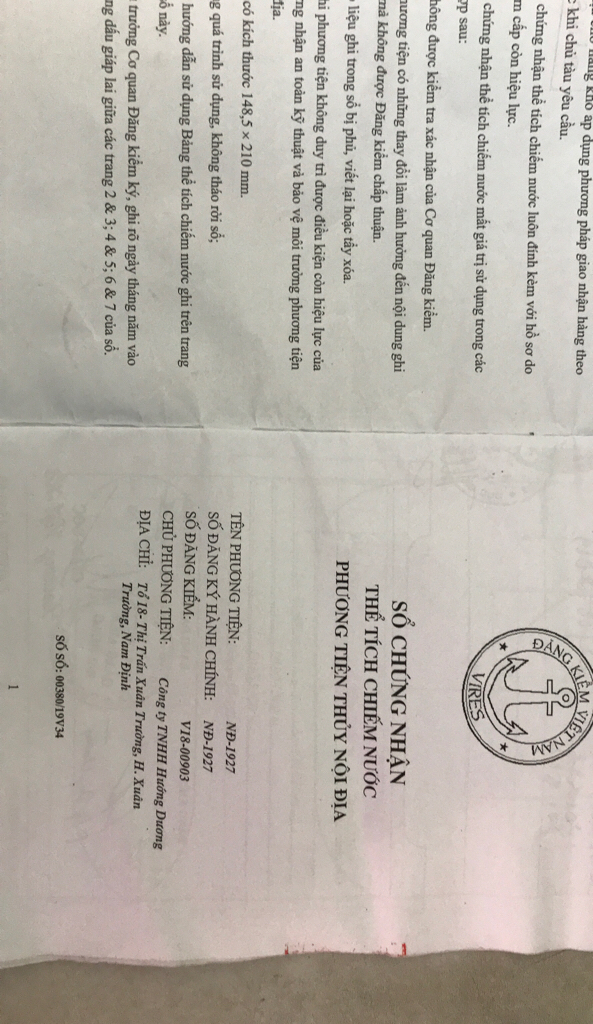 kho áp dụng phương pháp giao nhận hàng theo
khi chủ tàu yêu cầu.
chứng nhận thể tích chiếm nước luôn đính kèm với hồ sơ do
cấp còn hiệu lực.
chứng nhận thể tích chiếm nước mất giá trị sử dụng trong các
sau:
được kiểm tra xác nhận của Cơ quan Đăng kiểm.
tiện có những thay đổi làm ảnh hưởng đến nội dung ghi
mà không được Đăng kiểm chấp thuận.
liệu ghi trong sổ bị phủ, viết lại hoặc tẩy xóa.
phương tiện không duy trì được điều kiện còn hiệu lực của
nhận an toàn kỹ thuật và bảo vệ môi trường phương tiện
địa.
có kích thước 148,5 × 210 mm.
quá trình sử dụng, không tháo rời sổ;
hướng dẫn sử dụng Bảng thể tích chiếm nước ghi trên trang
này.
trưởng Cơ quan Đăng kiểm ký, ghi rõ ngày tháng năm vào
dấu giáp lai giữa các trang 2 & 3; 4 & 5; 6 & 7 của sổ.
ĐĂNG KIỂM VIỆT NAM
★ VIRES ★
SỔ CHỨNG NHẬN
THỂ TÍCH CHIẾM NƯỚC
PHƯƠNG TIỆN THỦY NỘI ĐỊA
TÊN PHƯƠNG TIỆN: NĐ-1927
SỐ ĐĂNG KÝ HÀNH CHÍNH: NĐ-1927
SỐ ĐĂNG KIỂM: V18-00903
CHỦ PHƯƠNG TIỆN: Công ty TNHH Hướng Dương
ĐỊA CHỈ: Tổ 18- Thị Trấn Xuân Trường, H. Xuân
Trường, Nam Định
SỐ SỔ: 00380/19V34
1